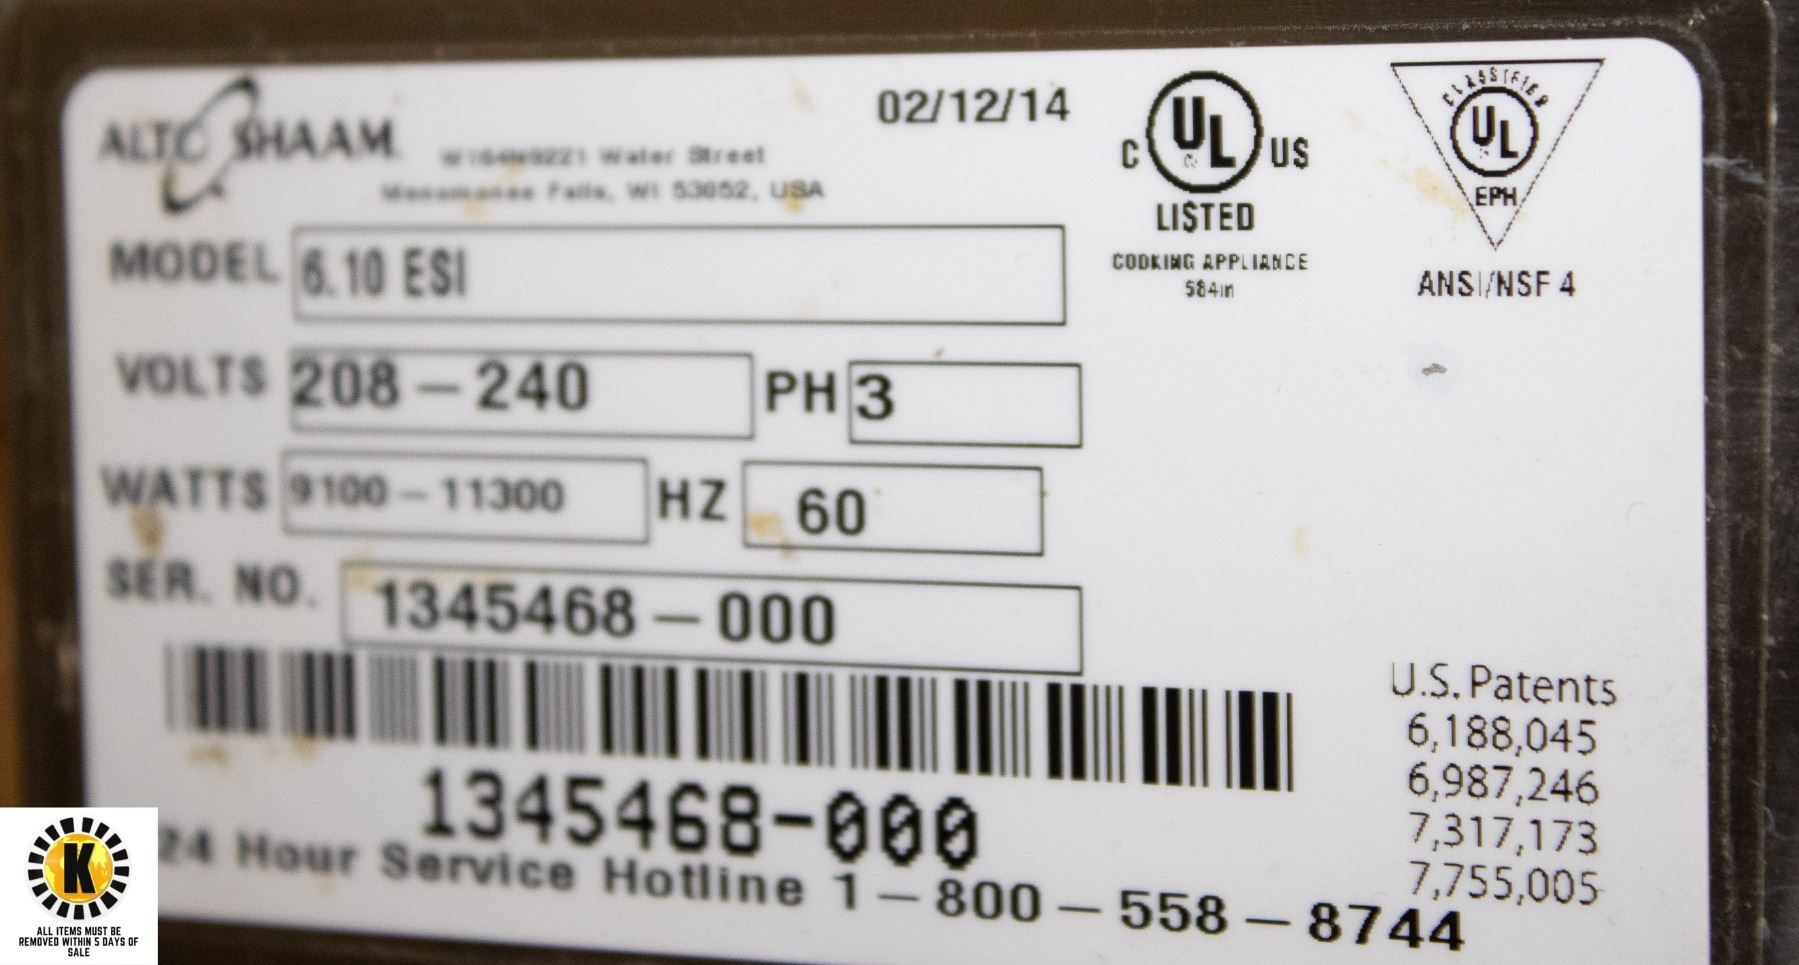 ALTO SHAAM
02/12/14
W164N9221 Water Street
Menomonee Falls, WI 53052, USA
C UL US
LISTED
COOKING APPLIANCE
584m
CLASSIFIED
UL
EPH
ANSI/NSF 4
MODEL 6.10 ESI
VOLTS 208-240 PH 3
WATTS 9100-11300 HZ 60
SER. NO. 1345468-000
1345468-000
24 Hour Service Hotline 1-800-558-8744
U.S. Patents
6,188,045
6,987,246
7,317,173
7,755,005
K
ALL ITEMS MUST BE
REMOVED WITHIN 5 DAYS OF
SALE